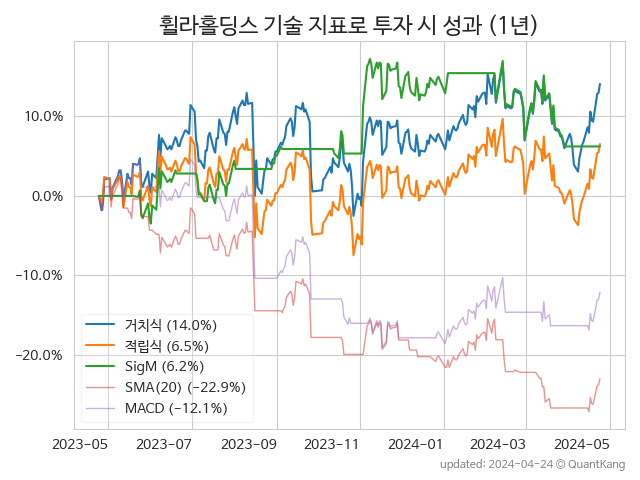 휠라홀딩스 기술 지표로 투자 시 성과 (1년)
10.0%
0.0%
−10.0%
−20.0%
거치식 (14.0%)
적립식 (6.5%)
SigM (6.2%)
SMA(20) (−22.9%)
MACD (−12.1%)
2023-05 2023-07 2023-09 2023-11 2024-01 2024-03 2024-05
updated: 2024-04-24 © QuantKang